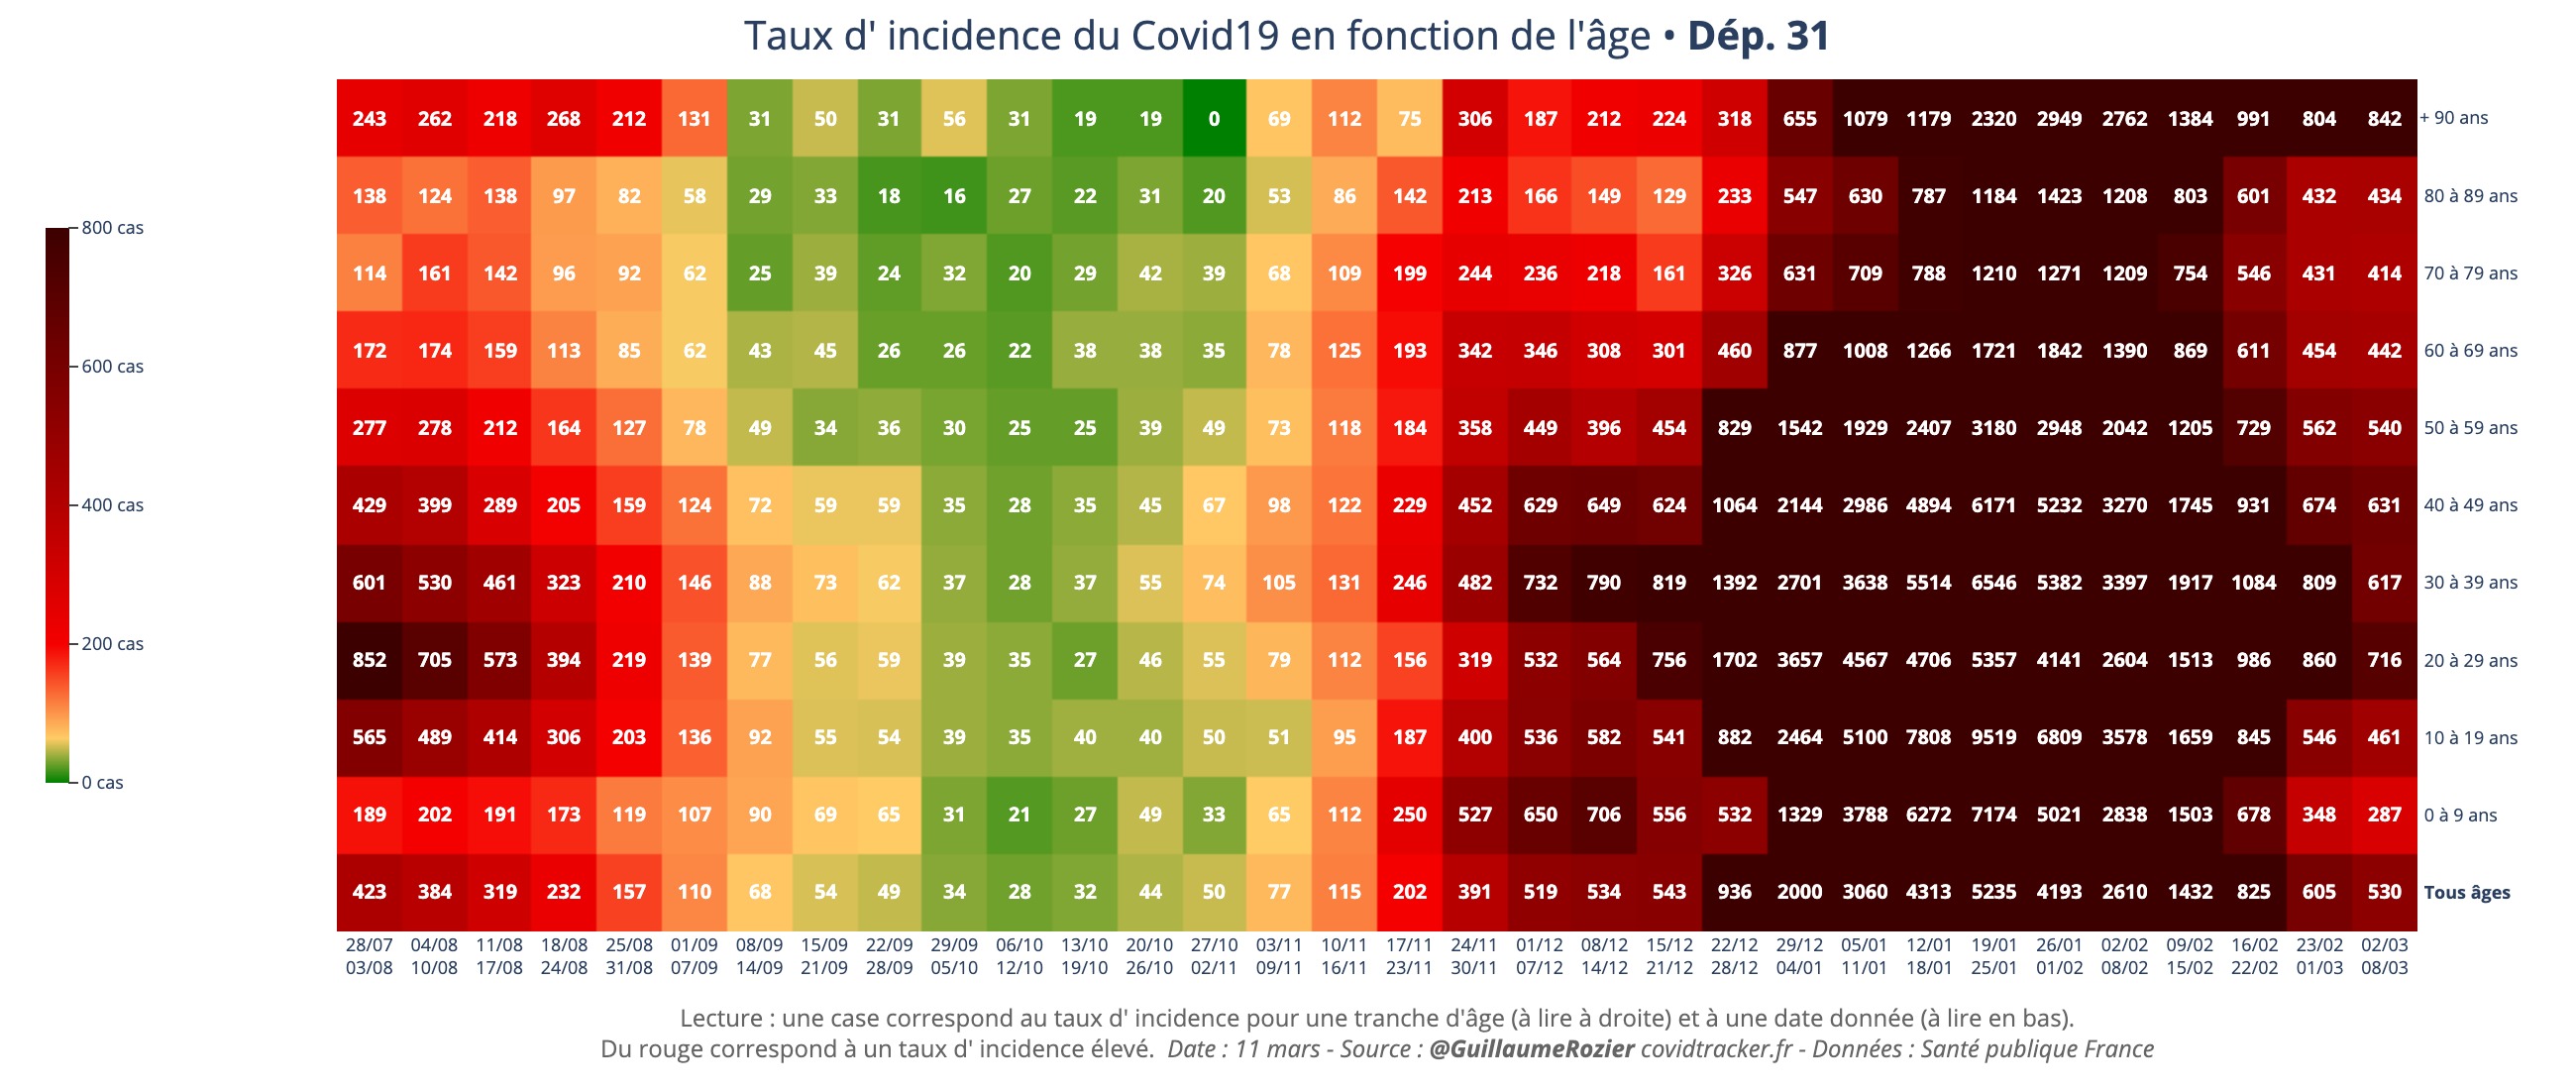 Taux d' incidence du Covid19 en fonction de l'âge • Dép. 31
243 262 218 268 212 131 31 50 31 56 31 19 19 0 69 112 75 306 187 212 224 318 655 1079 1179 2320 2949 2762 1384 991 804 842 + 90 ans
138 124 138 97 82 58 29 33 18 16 27 22 31 20 53 86 142 213 166 149 129 233 547 630 787 1184 1423 1208 803 601 432 434 80 à 89 ans
800 cas
114 161 142 96 92 62 25 39 24 32 20 29 42 39 68 109 199 244 236 218 161 326 631 709 788 1210 1271 1209 754 546 431 414 70 à 79 ans
172 174 159 113 85 62 43 45 26 26 22 38 38 35 78 125 193 342 346 308 301 460 877 1008 1266 1721 1842 1390 869 611 454 442 60 à 69 ans
600 cas
277 278 212 164 127 78 49 34 36 30 25 25 39 49 73 118 184 358 449 396 454 829 1542 1929 2407 3180 2948 2042 1205 729 562 540 50 à 59 ans
400 cas
429 399 289 205 159 124 72 59 59 35 28 35 45 67 98 122 229 452 629 649 624 1064 2144 2986 4894 6171 5232 3270 1745 931 674 631 40 à 49 ans
601 530 461 323 210 146 88 73 62 37 28 37 55 74 105 131 246 482 732 790 819 1392 2701 3638 5514 6546 5382 3397 1917 1084 809 617 30 à 39 ans
200 cas
852 705 573 394 219 139 77 56 59 39 35 27 46 55 79 112 156 319 532 564 756 1702 3657 4567 4706 5357 4141 2604 1513 986 860 716 20 à 29 ans
565 489 414 306 203 136 92 55 54 39 35 40 40 50 51 95 187 400 536 582 541 882 2464 5100 7808 9519 6809 3578 1659 845 546 461 10 à 19 ans
0 cas
189 202 191 173 119 107 90 69 65 31 21 27 49 33 65 112 250 527 650 706 556 532 1329 3788 6272 7174 5021 2838 1503 678 348 287 0 à 9 ans
423 384 319 232 157 110 68 54 49 34 28 32 44 50 77 115 202 391 519 534 543 936 2000 3060 4313 5235 4193 2610 1432 825 605 530 Tous âges
28/07 04/08 11/08 18/08 25/08 01/09 08/09 15/09 22/09 29/09 06/10 13/10 20/10 27/10 03/11 10/11 17/11 24/11 01/12 08/12 15/12 22/12 29/12 05/01 12/01 19/01 26/01 02/02 09/02 16/02 23/02 02/03
03/08 10/08 17/08 24/08 31/08 07/09 14/09 21/09 28/09 05/10 12/10 19/10 26/10 02/11 09/11 16/11 23/11 30/11 07/12 14/12 21/12 28/12 04/01 11/01 18/01 25/01 01/02 08/02 15/02 22/02 01/03 08/03
Lecture : une case correspond au taux d' incidence pour une tranche d'âge (à lire à droite) et à une date donnée (à lire en bas).
Du rouge correspond à un taux d' incidence élevé. Date : 11 mars - Source : @GuillaumeRozier covidtracker.fr - Données : Santé publique France